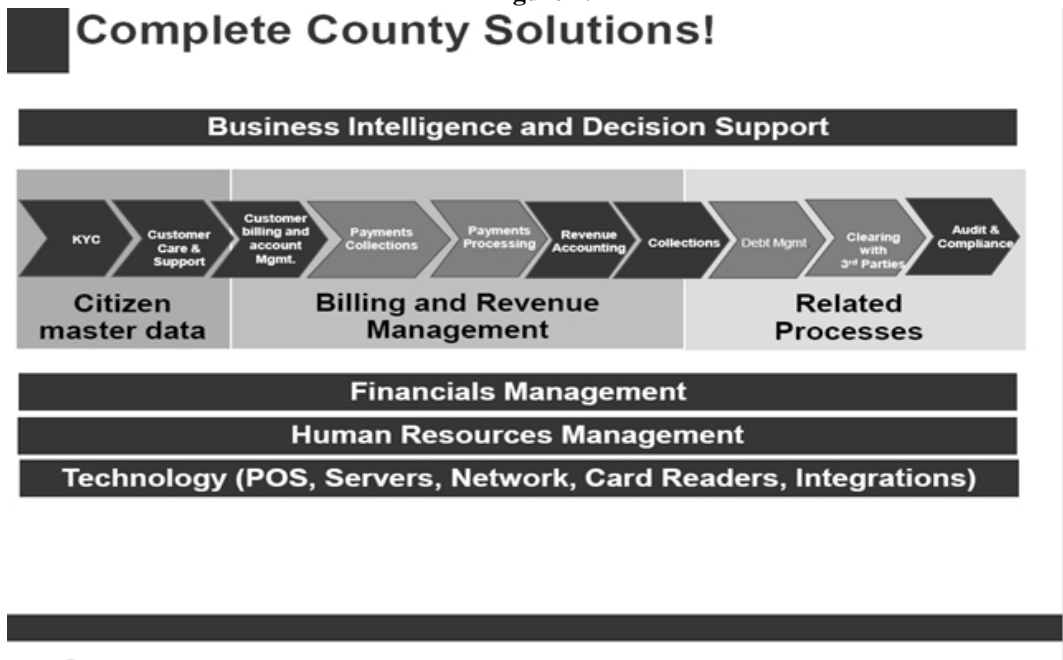 Complete County Solutions!
Business Intelligence and Decision Support
KYC
Customer
Care &
Support
Customer
billing and
account
Mgmt.
Payments
Collections
Payments
Processing
Revenue
Accounting
Collections
Debt Mgmt
Clearing
with
3rd Parties
Audit &
Compliance
Citizen
master data
Billing and Revenue
Management
Related
Processes
Financials Management
Human Resources Management
Technology (POS, Servers, Network, Card Readers, Integrations)